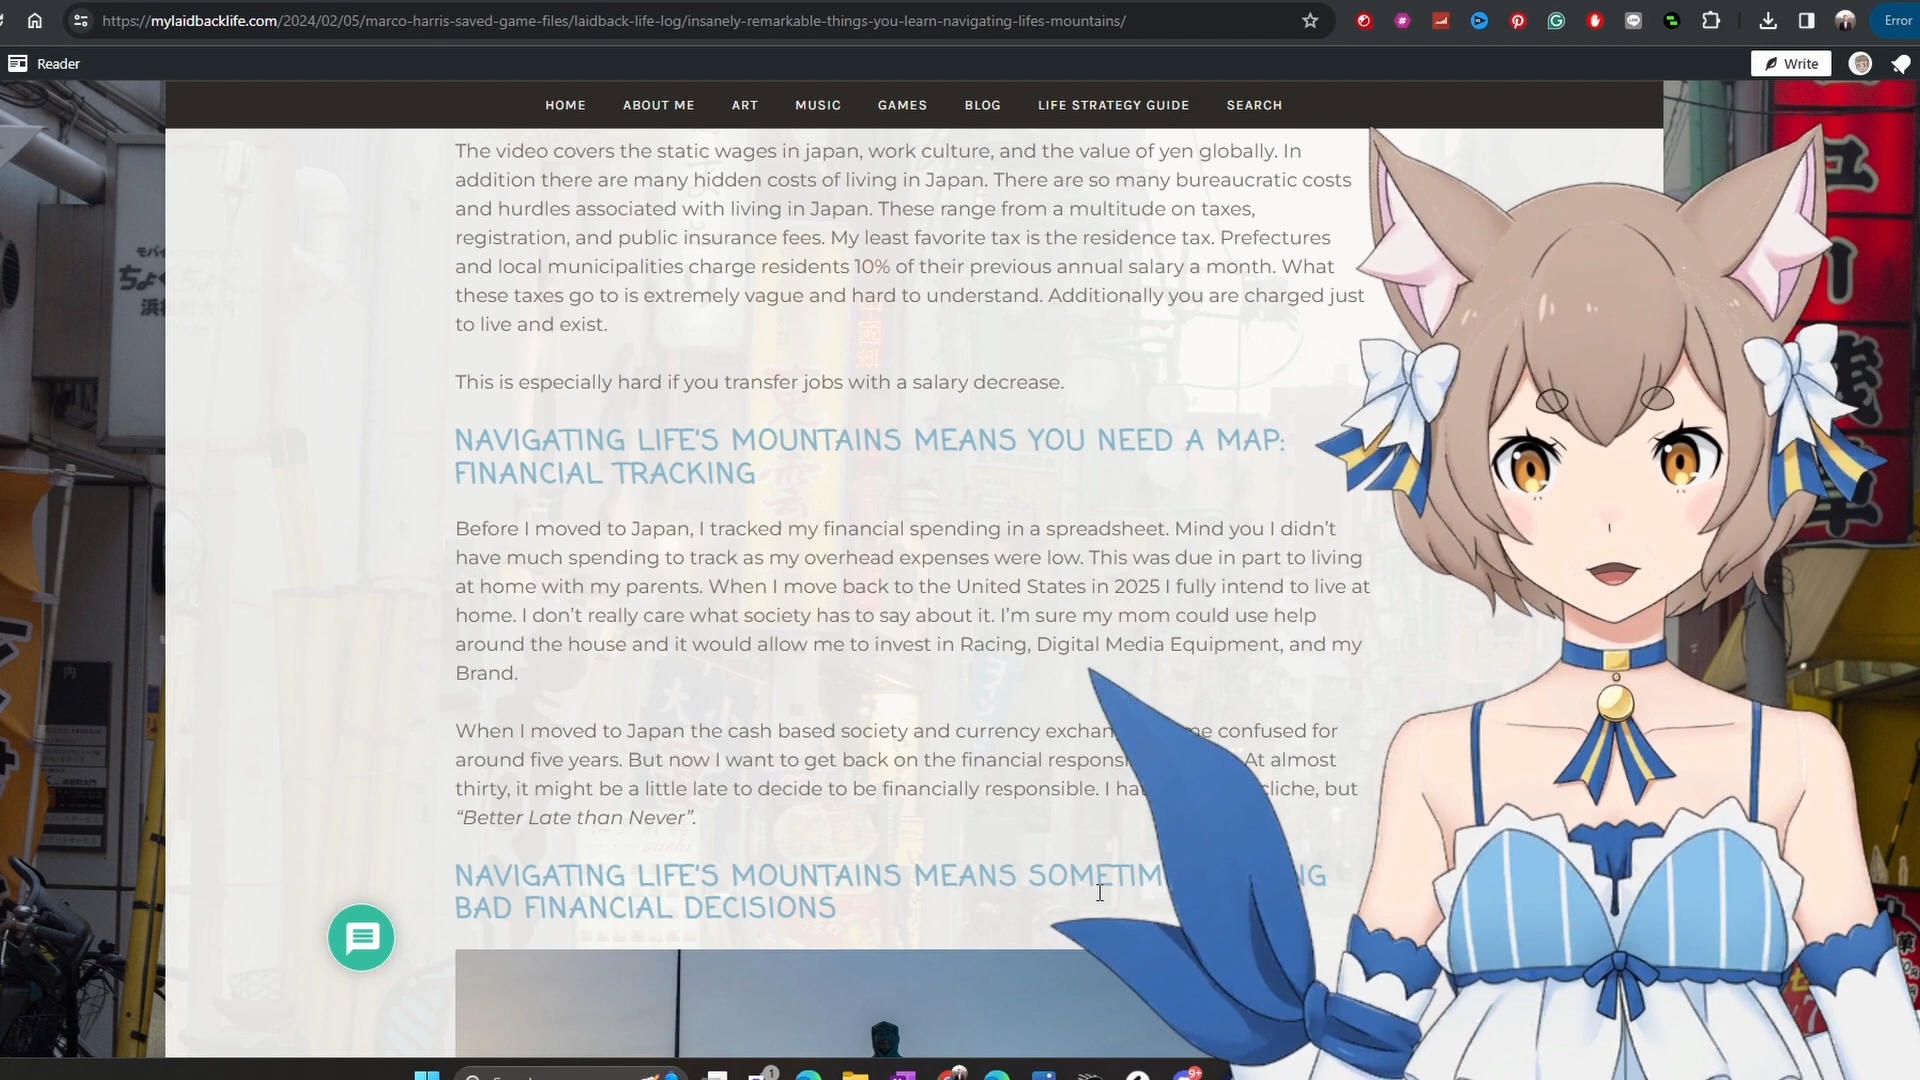 https://mylaidbacklife.com/2024/02/05/marco-harris-saved-game-files/laidback-life-log/insanely-remarkable-things-you-learn-navigating-lifes-mountains/
Error
Reader
Write
HOME ABOUT ME ART MUSIC GAMES BLOG LIFE STRATEGY GUIDE SEARCH
The video covers the static wages in japan, work culture, and the value of yen globally. In
addition there are many hidden costs of living in Japan. There are so many bureaucratic costs
and hurdles associated with living in Japan. These range from a multitude on taxes,
registration, and public insurance fees. My least favorite tax is the residence tax. Prefectures
and local municipalities charge residents 10% of their previous annual salary a month. What
these taxes go to is extremely vague and hard to understand. Additionally you are charged just
to live and exist.
This is especially hard if you transfer jobs with a salary decrease.
NAVIGATING LIFE'S MOUNTAINS MEANS YOU NEED A MAP:
FINANCIAL TRACKING
Before I moved to Japan, I tracked my financial spending in a spreadsheet. Mind you I didn't
have much spending to track as my overhead expenses were low. This was due in part to living
at home with my parents. When I move back to the United States in 2025 I fully intend to live at
home. I don't really care what society has to say about it. I'm sure my mom could use help
around the house and it would allow me to invest in Racing, Digital Media Equipment, and my
Brand.
When I moved to Japan the cash based society and currency confused for
around five years. But now I want to get back on the financial At almost
thirty, it might be a little late to decide to be financially responsible. I cliche, but
“Better Late than Never”.
NAVIGATING LIFE'S MOUNTAINS MEANS
BAD FINANCIAL DECISIONS
1
9+